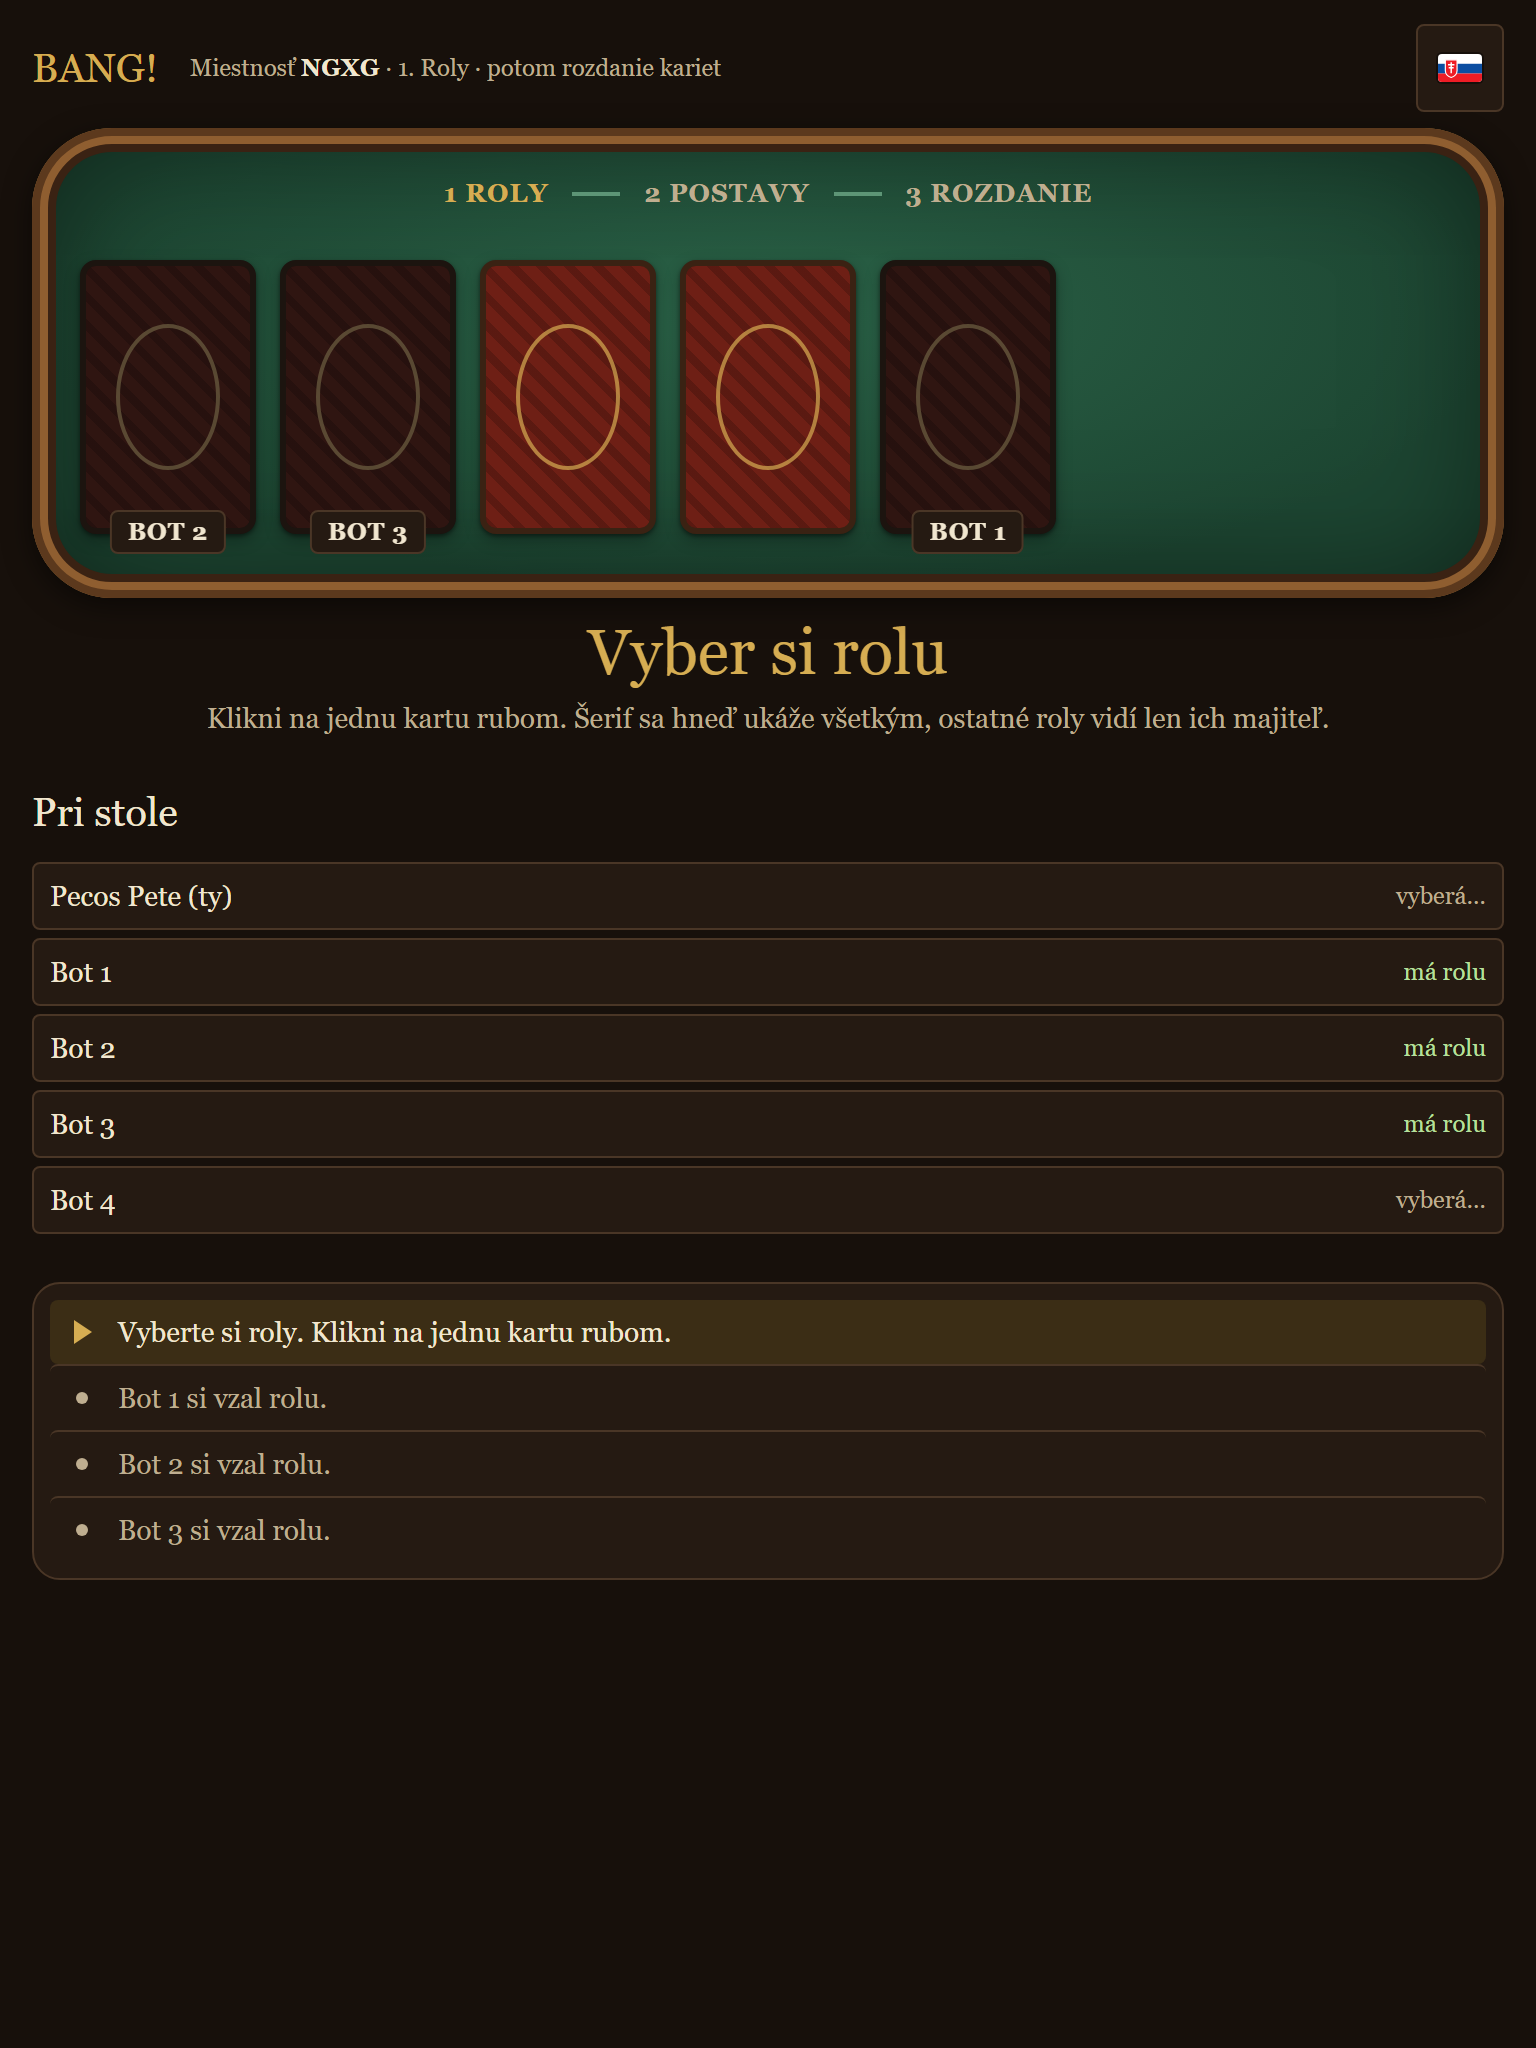 BANG!
Miestnosť NGXG · 1. Roly · potom rozdanie kariet
1 ROLY
2 POSTAVY
3 ROZDANIE
BOT 2
BOT 3
BOT 1
Vyber si rolu
Klikni na jednu kartu rubom. Šerif sa hneď ukáže všetkým, ostatné roly vidí len ich majiteľ.
Pri stole
Pecos Pete (ty)
vyberá…
Bot 1
má rolu
Bot 2
má rolu
Bot 3
má rolu
Bot 4
vyberá…
Vyberte si roly. Klikni na jednu kartu rubom.
Bot 1 si vzal rolu.
Bot 2 si vzal rolu.
Bot 3 si vzal rolu.